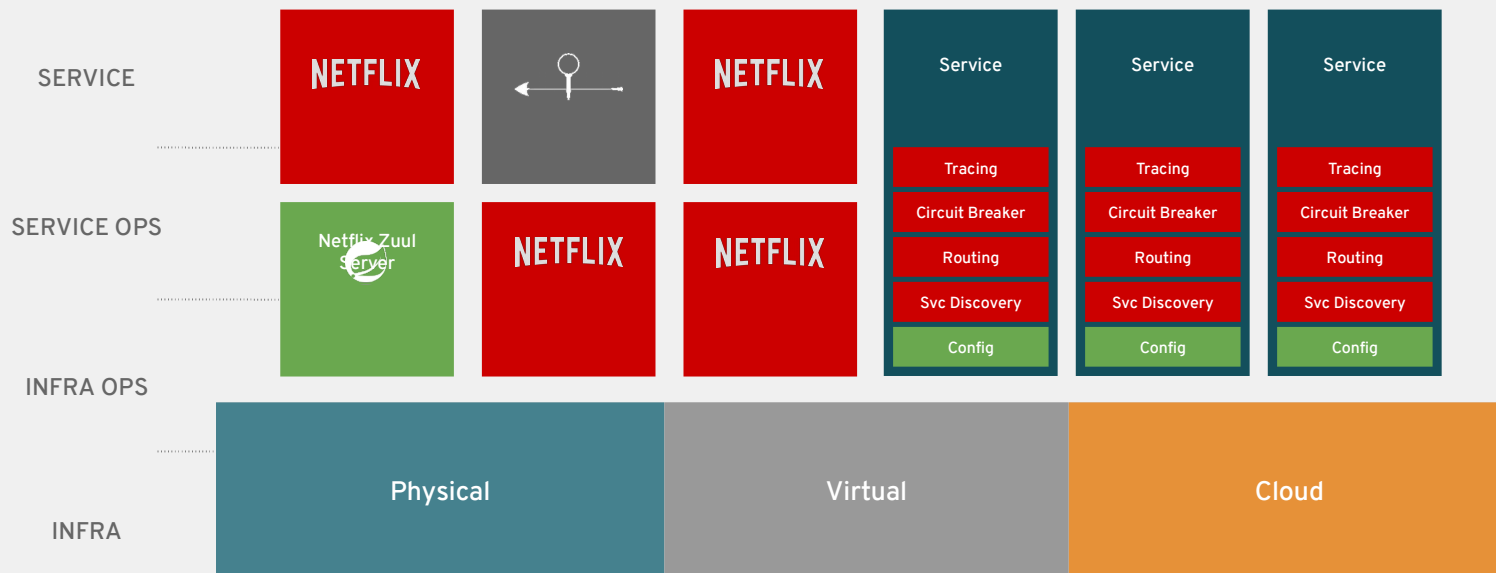 SERVICE
SERVICE OPS
INFRA OPS
INFRA
NETFLIX
NETFLIX
Netflix Zuul
Server
NETFLIX
NETFLIX
Service
Tracing
Circuit Breaker
Routing
Svc Discovery
Config
Service
Tracing
Circuit Breaker
Routing
Svc Discovery
Config
Service
Tracing
Circuit Breaker
Routing
Svc Discovery
Config
Physical
Virtual
Cloud